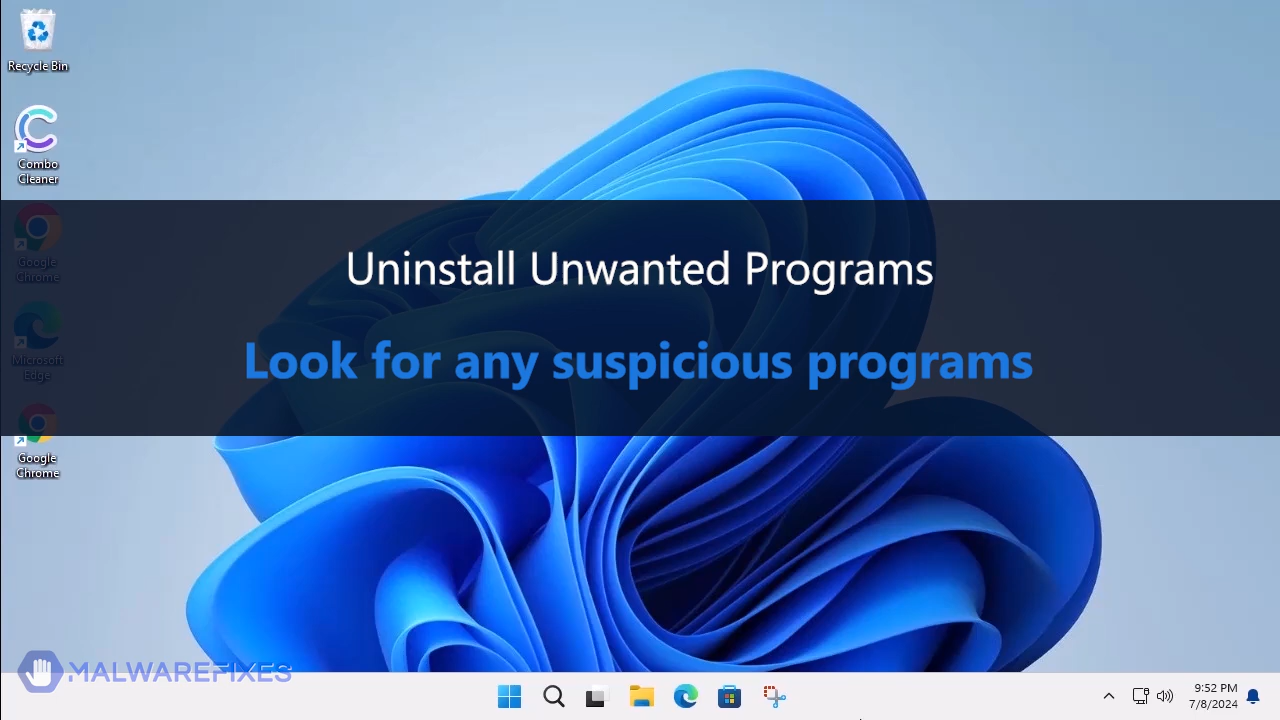 Recycle Bin
Combo
Cleaner
Google
Chrome
Microsoft
Edge
Google
Chrome
Uninstall Unwanted Programs
Look for any suspicious programs
MALWAREFIXES
9:52 PM
7/8/2024